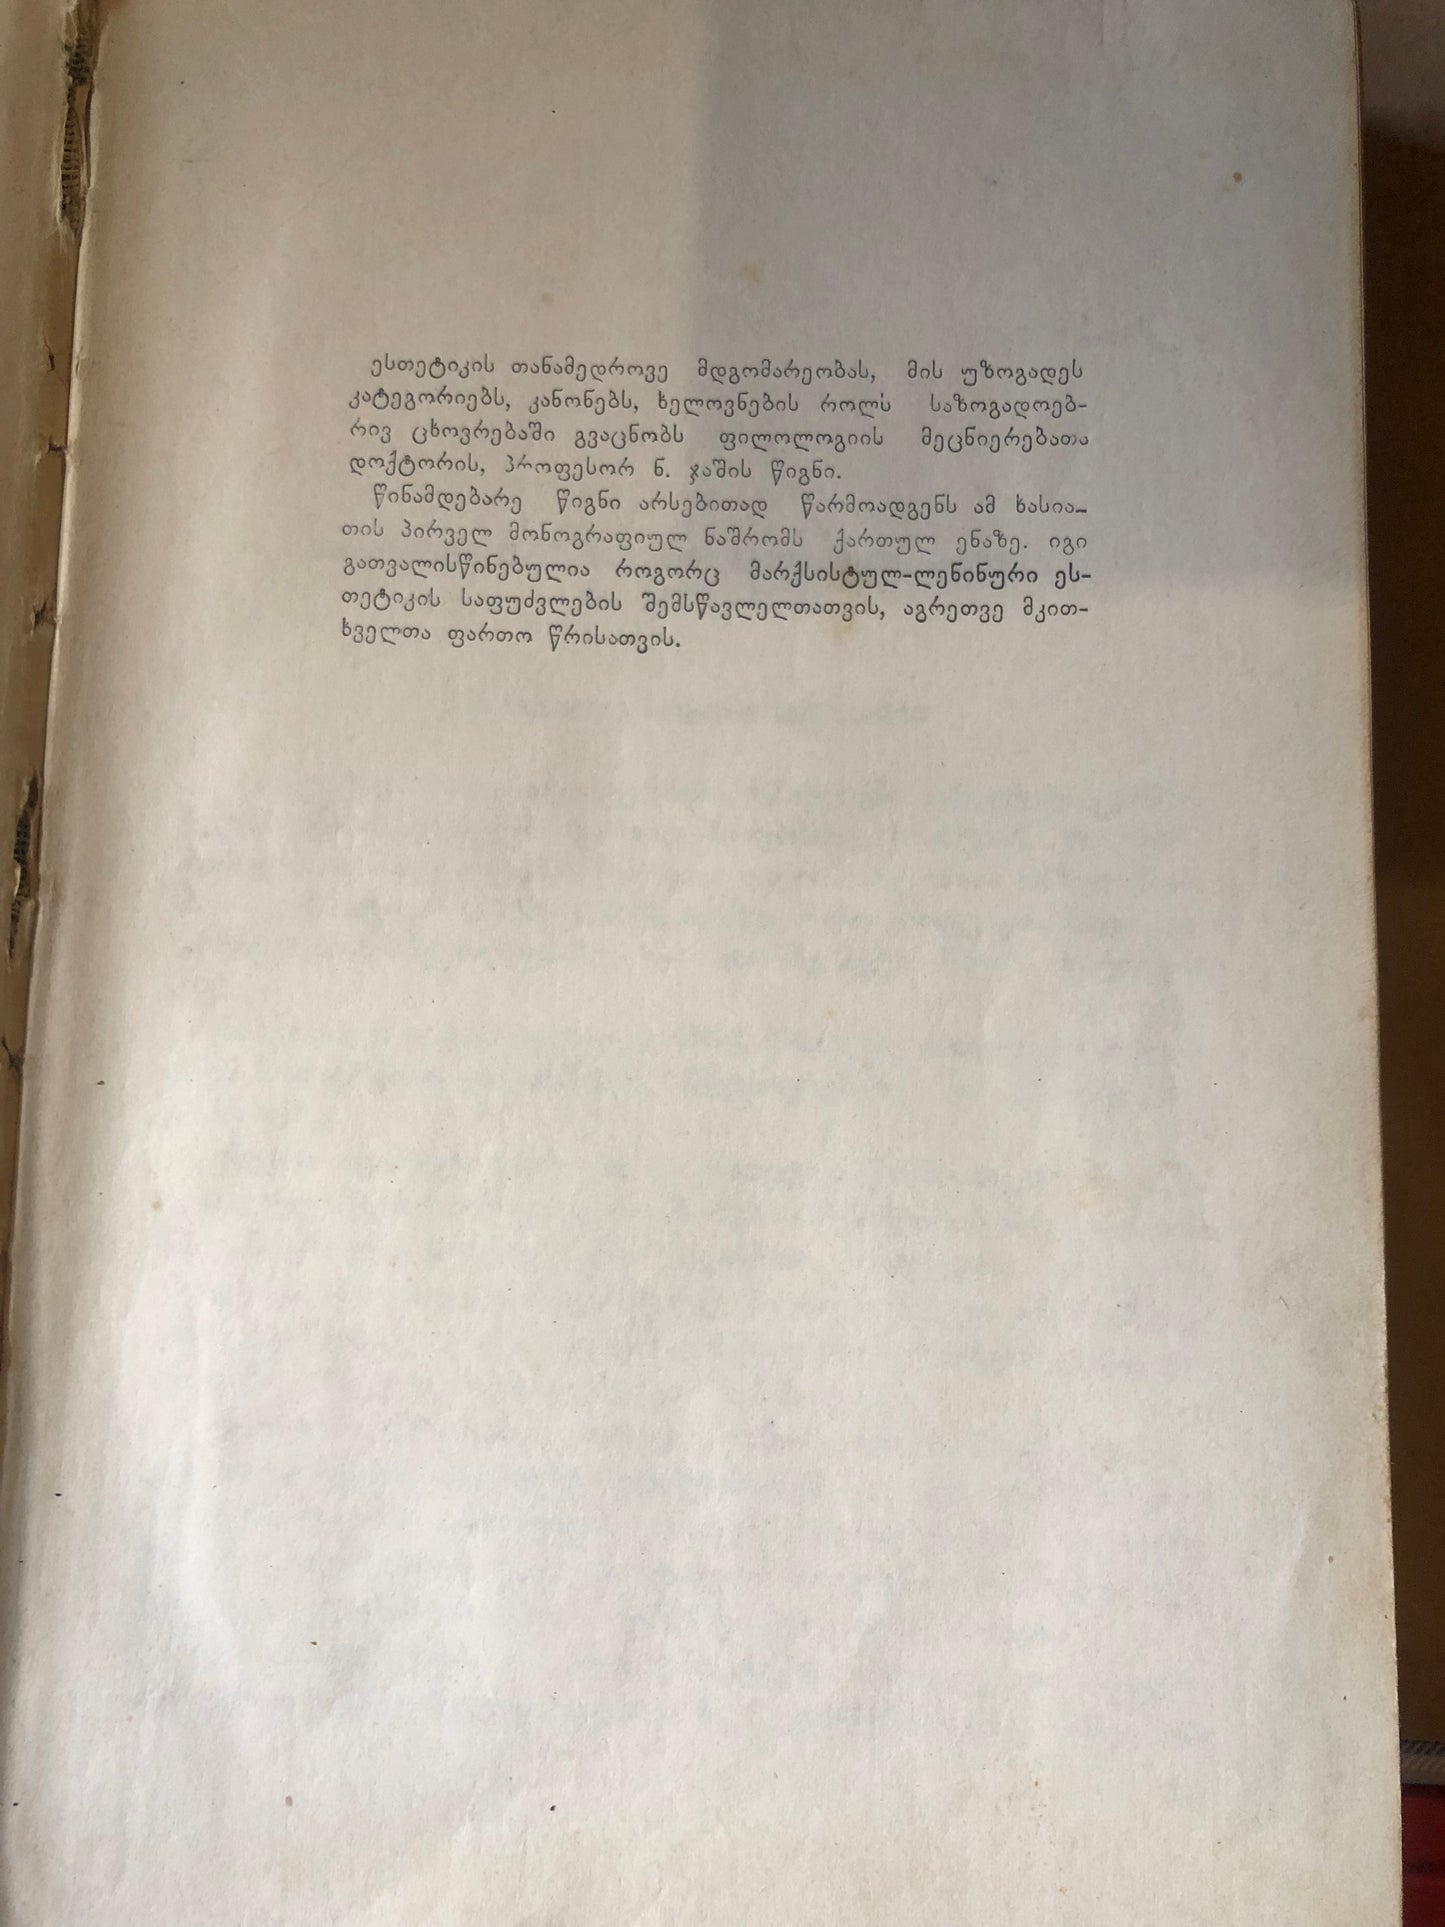 ესთეტიკის თანამედროვე მდგომარეობას, მის უზოგადეს
კატეგორიებს, კანონებს, ხელოვნების როლს საზოგადოებ-
რივ ცხოვრებაში გვაცნობს ფილოლოგიის მეცნიერებათა
დოქტორის, პროფესორ ნ. ჯაშის წიგნი.
წინამდებარე წიგნი არსებითად წარმოადგენს ამ ხასია-
თის პირველ მონოგრაფიულ ნაშრომს ქართულ ენაზე. იგი
გათვალისწინებულია როგორც მარქსისტულ-ლენინური ეს-
თეტიკის საფუძვლების შემსწავლელთათვის, აგრეთვე მკით-
ხველთა ფართო წრისათვის.